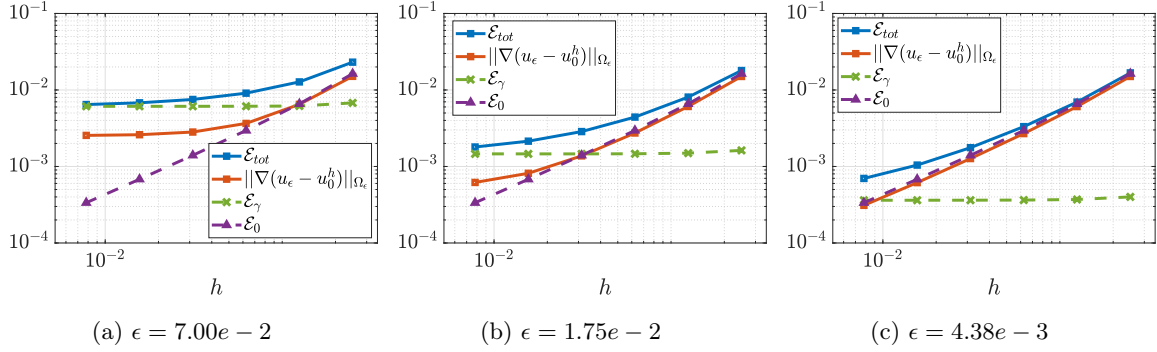 10^{-1}
10^{-2}
10^{-3}
10^{-4}
10^{-2}
h
\mathcal{E}_{tot}
||\nabla(u_\epsilon - u_0^h)||_{\Omega_\epsilon}
\mathcal{E}_\gamma
\mathcal{E}_0
(a) ϵ = 7.00e − 2
10^{-1}
10^{-2}
10^{-3}
10^{-4}
10^{-2}
h
\mathcal{E}_{tot}
||\nabla(u_\epsilon - u_0^h)||_{\Omega_\epsilon}
\mathcal{E}_\gamma
\mathcal{E}_0
(b) ϵ = 1.75e − 2
10^{-1}
10^{-2}
10^{-3}
10^{-4}
10^{-2}
h
\mathcal{E}_{tot}
||\nabla(u_\epsilon - u_0^h)||_{\Omega_\epsilon}
\mathcal{E}_\gamma
\mathcal{E}_0
(c) ϵ = 4.38e − 3